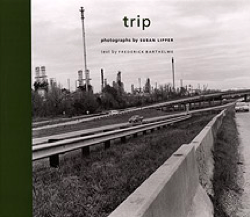 trip
photographs by SUSAN LIPPER
text by FREDERICK BARTHELME